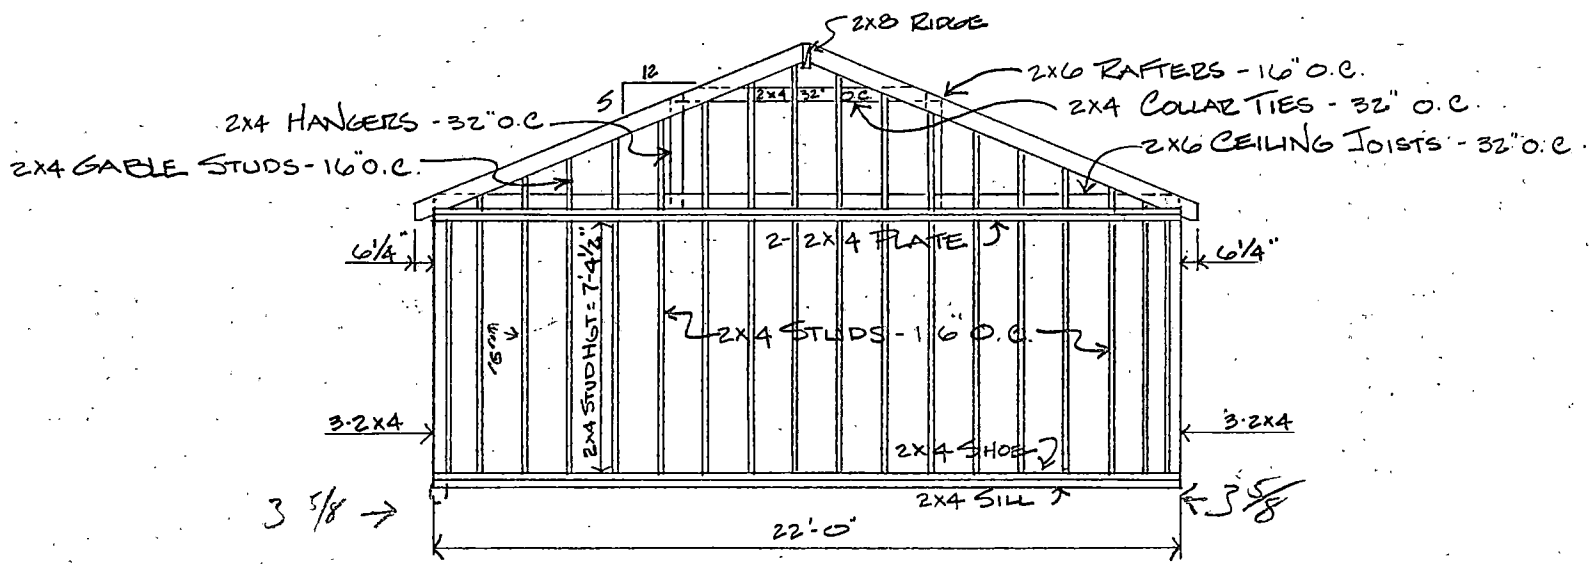 2X8 RIDGE
12
5
2X6 RAFTERS - 16" O.C.
2X4 32" O.C.
2X4 COLLAR TIES - 32" O.C.
2X4 HANGERS - 32" O.C
2X6 CEILING JOISTS - 32" O.C.
2X4 GABLE STUDS - 16" O.C.
2- 2X4 PLATE
6 1/4"
6 1/4"
2X4 STUD HGT = 7'-4 1/2"
2X4 STUDS - 16" O.C.
3-2X4
3-2X4
2X4 SHOE
2X4 SILL
3 5/8
3 5/8
22'-0"